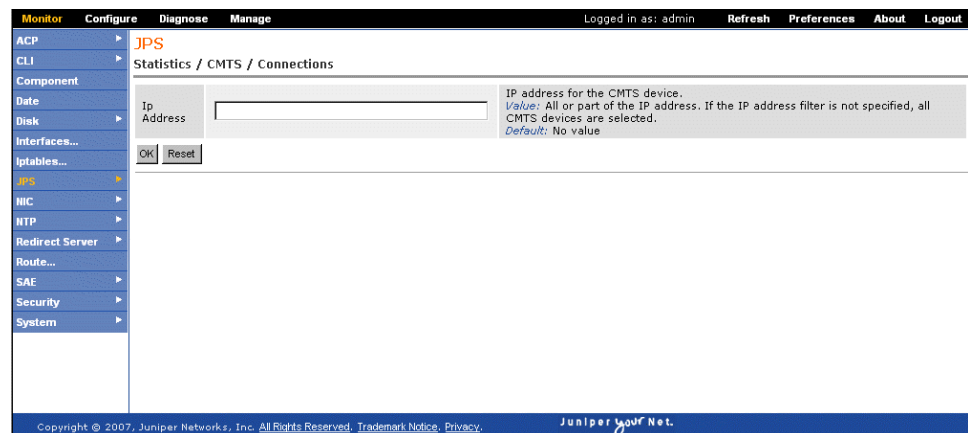 Monitor Configure Diagnose Manage Logged in as: admin Refresh Preferences About Logout
ACP
CLI
Component
Date
Disk
Interfaces...
Iptables...
JPS
NIC
NTP
Redirect Server
Route...
SAE
Security
System
JPS
Statistics / CMTS / Connections
Ip
Address
IP address for the CMTS device.
Value: All or part of the IP address. If the IP address filter is not specified, all
CMTS devices are selected.
Default: No value
OK Reset
Copyright © 2007, Juniper Networks, Inc. All Rights Reserved. Trademark Notice. Privacy.
Juniper your Net.